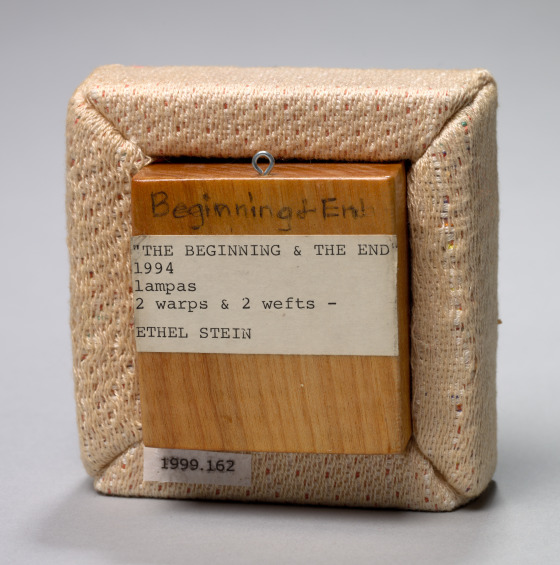 Beginning & End
"THE BEGINNING & THE END"
1994
lampas
2 warps & 2 wefts -
ETHEL STEIN
1999.162